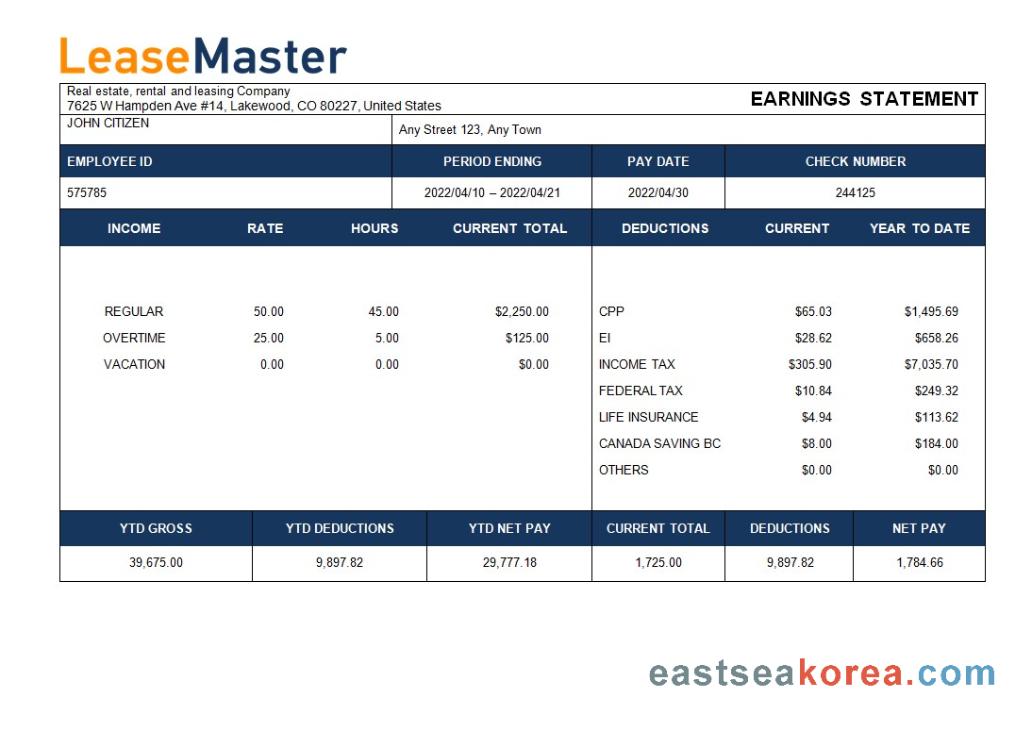 LeaseMaster
Real estate, rental and leasing Company
7625 W Hampden Ave #14, Lakewood, CO 80227, United States
EARNINGS STATEMENT
JOHN CITIZEN
Any Street 123, Any Town
EMPLOYEE ID PERIOD ENDING PAY DATE CHECK NUMBER
575785 2022/04/10 – 2022/04/21 2022/04/30 244125
INCOME RATE HOURS CURRENT TOTAL DEDUCTIONS CURRENT YEAR TO DATE
REGULAR 50.00 45.00 $2,250.00 CPP $65.03 $1,495.69
OVERTIME 25.00 5.00 $125.00 EI $28.62 $658.26
VACATION 0.00 0.00 $0.00 INCOME TAX $305.90 $7,035.70
FEDERAL TAX $10.84 $249.32
LIFE INSURANCE $4.94 $113.62
CANADA SAVING BC $8.00 $184.00
OTHERS $0.00 $0.00
YTD GROSS YTD DEDUCTIONS YTD NET PAY CURRENT TOTAL DEDUCTIONS NET PAY
39,675.00 9,897.82 29,777.18 1,725.00 9,897.82 1,784.66
eastseakorea.com